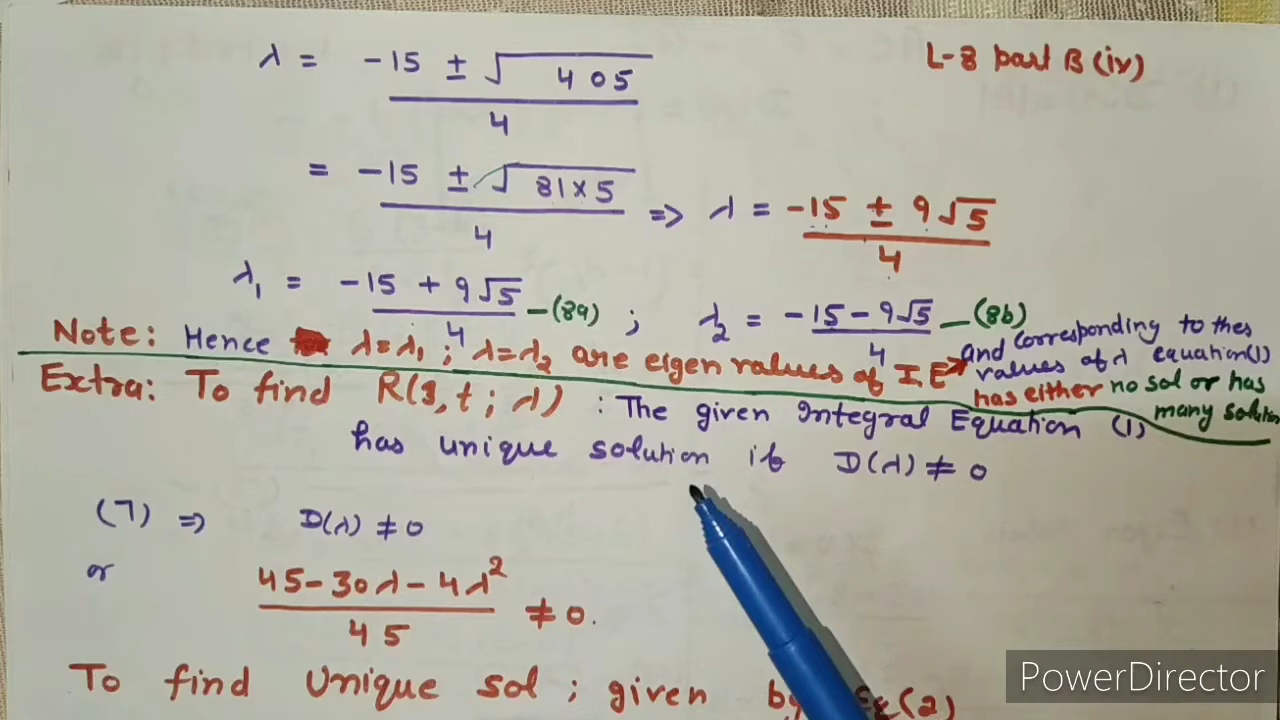 L-8 part B (iv)
λ = -15 ± √405 / 4
= -15 ± √81×5 / 4 => λ = -15 ± 9√5 / 4
λ₁ = -15 + 9√5 / 4 —(8a) ; λ₂ = -15 - 9√5 / 4 —(8b)
Note: Hence λ=λ₁ ; λ=λ₂ are eigen values of I.E
and corresponding to thes
values of λ equation(1)
has either no sol or has
many solution
Extra: To find R(s,t;λ) : The given Integral Equation (1)
has unique solution if D(λ) ≠ 0
(7) => D(λ) ≠ 0
or 45-30λ-4λ² / 45 ≠ 0.
To find Unique sol ; given by (2)
PowerDirector